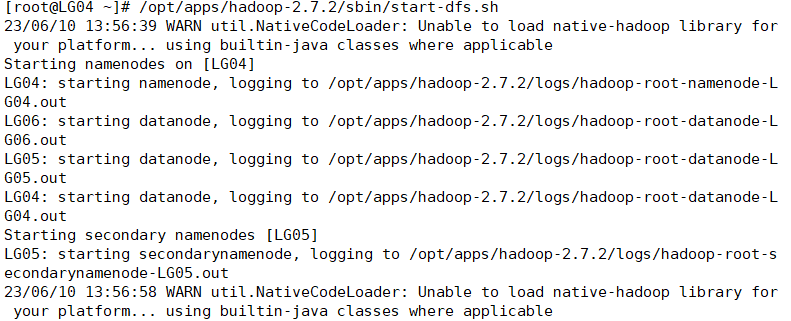 [root@LG04 ~]# /opt/apps/hadoop-2.7.2/sbin/start-dfs.sh
23/06/10 13:56:39 WARN util.NativeCodeLoader: Unable to load native-hadoop library for
 your platform... using builtin-java classes where applicable
Starting namenodes on [LG04]
LG04: starting namenode, logging to /opt/apps/hadoop-2.7.2/logs/hadoop-root-namenode-L
G04.out
LG06: starting datanode, logging to /opt/apps/hadoop-2.7.2/logs/hadoop-root-datanode-L
G06.out
LG05: starting datanode, logging to /opt/apps/hadoop-2.7.2/logs/hadoop-root-datanode-L
G05.out
LG04: starting datanode, logging to /opt/apps/hadoop-2.7.2/logs/hadoop-root-datanode-L
G04.out
Starting secondary namenodes [LG05]
LG05: starting secondarynamenode, logging to /opt/apps/hadoop-2.7.2/logs/hadoop-root-s
econdarynamenode-LG05.out
23/06/10 13:56:58 WARN util.NativeCodeLoader: Unable to load native-hadoop library for
 your platform... using builtin-java classes where applicable